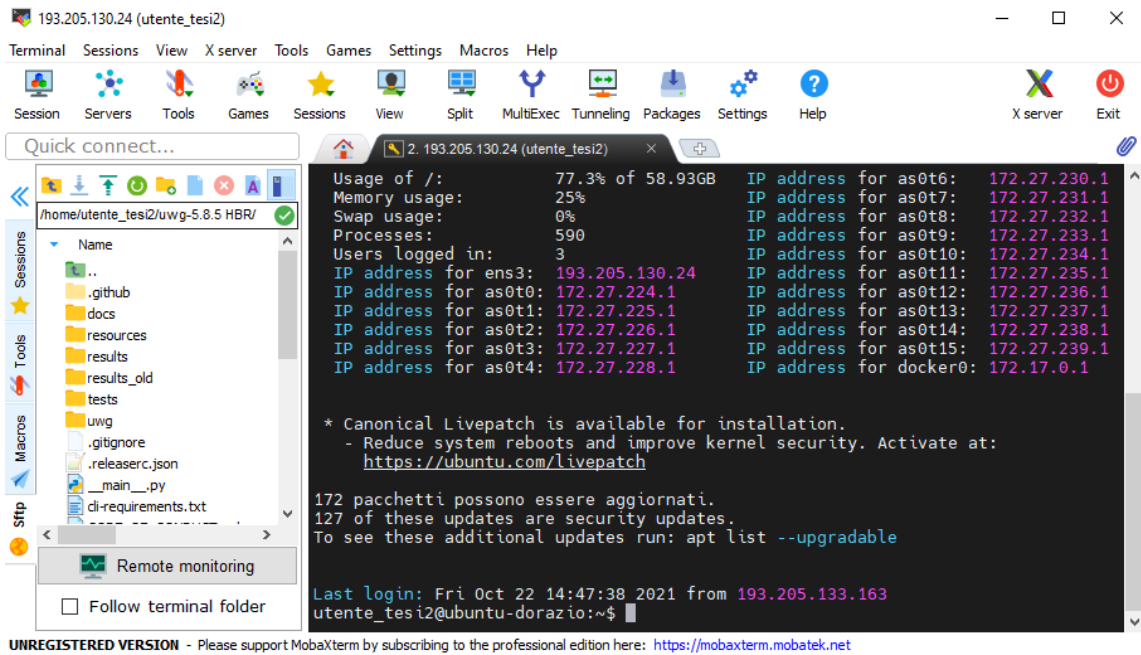 193.205.130.24 (utente_tesi2)
Terminal Sessions View X server Tools Games Settings Macros Help
Session Servers Tools Games Sessions View Split MultiExec Tunneling Packages Settings Help X server Exit
Quick connect...
2. 193.205.130.24 (utente_tesi2)
/home/utente_tesi2/uwg-5.8.5 HBR/
Name
..
.github
docs
resources
results
results_old
tests
uwg
.gitignore
.releaserc.json
__main__.py
cli-requirements.txt
Sessions
Tools
Macros
Sftp
Remote monitoring
Follow terminal folder
Usage of /: 77.3% of 58.93GB IP address for as0t6: 172.27.230.1
Memory usage: 25% IP address for as0t7: 172.27.231.1
Swap usage: 0% IP address for as0t8: 172.27.232.1
Processes: 590 IP address for as0t9: 172.27.233.1
Users logged in: 3 IP address for as0t10: 172.27.234.1
IP address for ens3: 193.205.130.24 IP address for as0t11: 172.27.235.1
IP address for as0t0: 172.27.224.1 IP address for as0t12: 172.27.236.1
IP address for as0t1: 172.27.225.1 IP address for as0t13: 172.27.237.1
IP address for as0t2: 172.27.226.1 IP address for as0t14: 172.27.238.1
IP address for as0t3: 172.27.227.1 IP address for as0t15: 172.27.239.1
IP address for as0t4: 172.27.228.1 IP address for docker0: 172.17.0.1
* Canonical Livepatch is available for installation.
- Reduce system reboots and improve kernel security. Activate at:
https://ubuntu.com/livepatch
172 pacchetti possono essere aggiornati.
127 of these updates are security updates.
To see these additional updates run: apt list --upgradable
Last login: Fri Oct 22 14:47:38 2021 from 193.205.133.163
utente_tesi2@ubuntu-dorazio:~$
UNREGISTERED VERSION - Please support MobaXterm by subscribing to the professional edition here: https://mobaxterm.mobatek.net